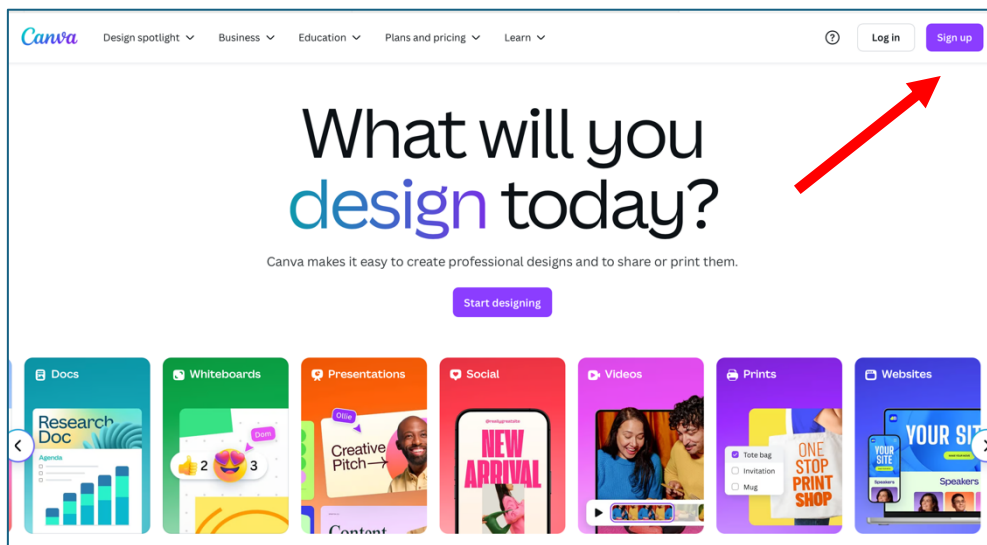 Canva
Design spotlight
Business
Education
Plans and pricing
Learn
?
Log in
Sign up
What will you
design today?
Canva makes it easy to create professional designs and to share or print them.
Start designing
Docs
Research
Doc
Agenda
Whiteboards
Dom
2
3
Presentations
Ollie
Creative
Pitch→
Content
Social
NEW
ARRIVAL
Videos
Prints
Tote bag
Invitation
Mug
ONE
STOP
PRINT
SHOP
Websites
YOUR
SITE
Speakers
YOUR SIT
Speakers